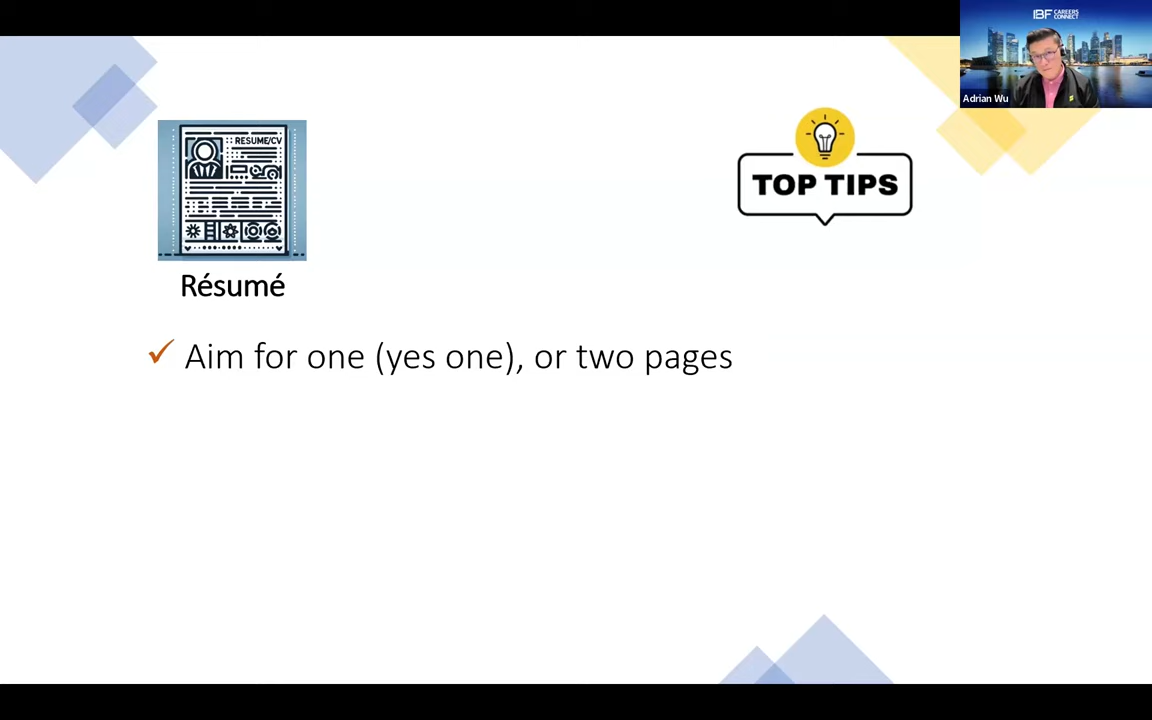 IBF CAREERS
CONNECT
Adrian Wu
RESUME/CV
TOP TIPS
Résumé
✓ Aim for one (yes one), or two pages